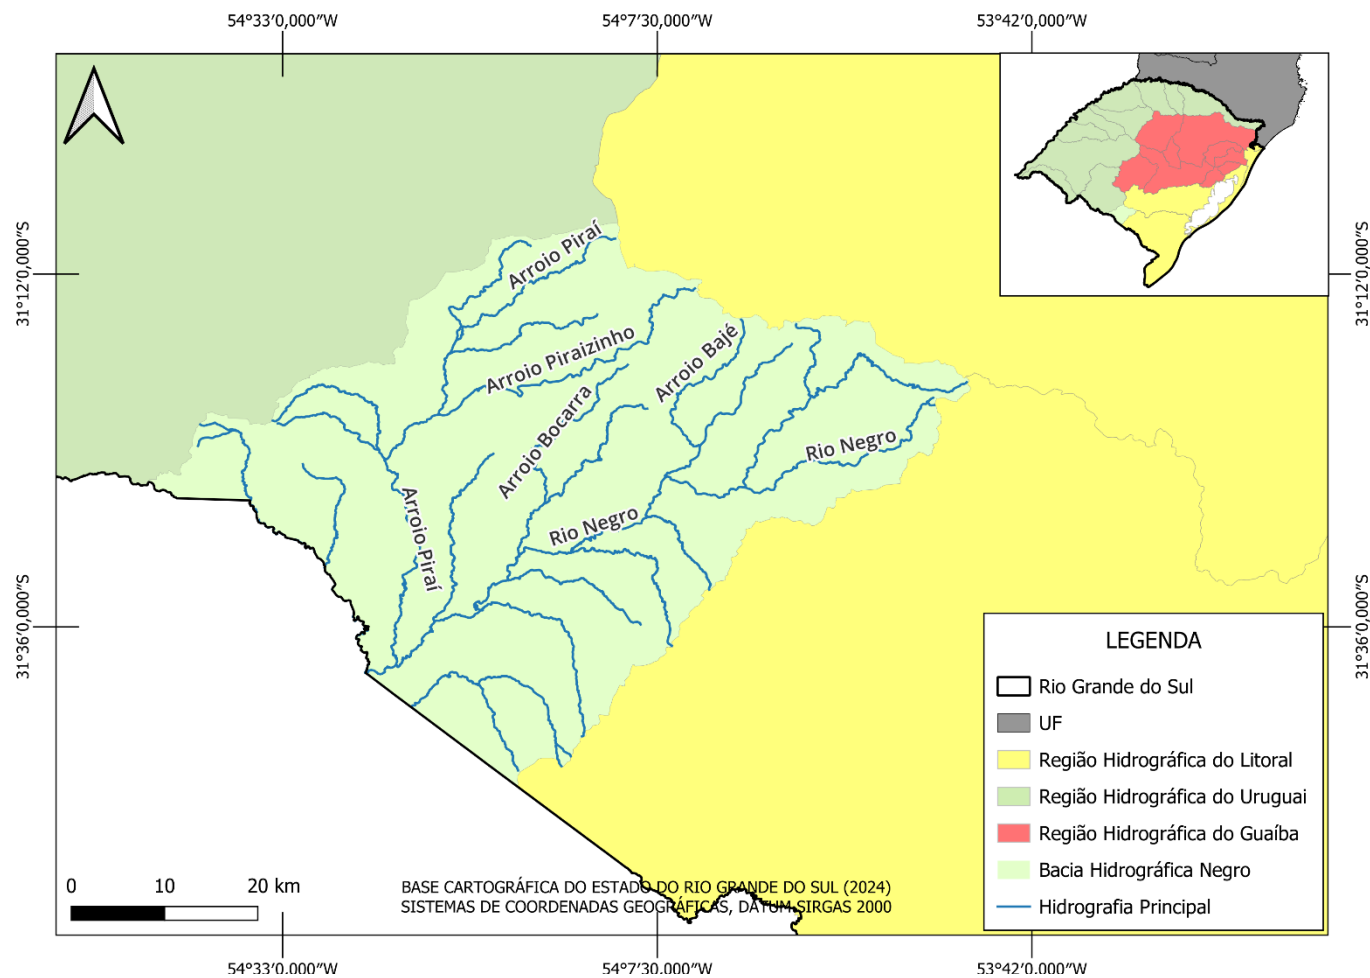 54°33′0,000″W
54°7′30,000″W
53°42′0,000″W
31°12′0,000″S
31°12′0,000″S
Arroio Piraí
Arroio Piraizinho
Arroio Bajé
Arroio Bocarra
Rio Negro
Arroio Piraí
Rio Negro
31°36′0,000″S
31°36′0,000″S
LEGENDA
Rio Grande do Sul
UF
Região Hidrográfica do Litoral
Região Hidrográfica do Uruguai
Região Hidrográfica do Guaíba
Bacia Hidrográfica Negro
Hidrografia Principal
0 10 20 km
BASE CARTOGRÁFICA DO ESTADO DO RIO GRANDE DO SUL (2024)
SISTEMAS DE COORDENADAS GEOGRÁFICAS, DATUM SIRGAS 2000
54°33′0,000″W
54°7′30,000″W
53°42′0,000″W